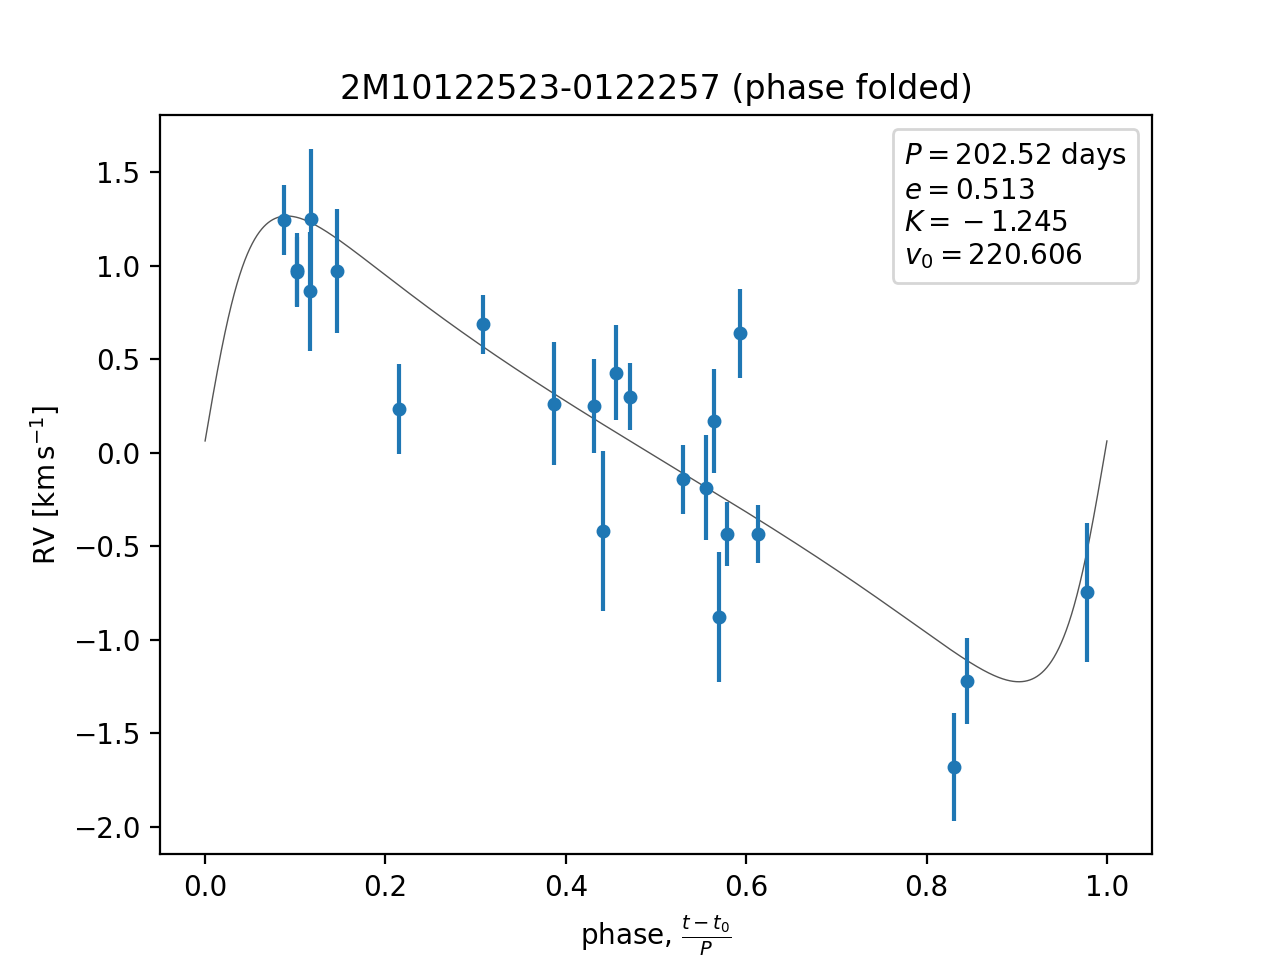 2M10122523-0122257 (phase folded)
P = 202.52 days
e = 0.513
K = −1.245
v₀ = 220.606
RV [km s⁻¹]
1.5
1.0
0.5
0.0
−0.5
−1.0
−1.5
−2.0
0.0 0.2 0.4 0.6 0.8 1.0
phase, (t − t₀)/P